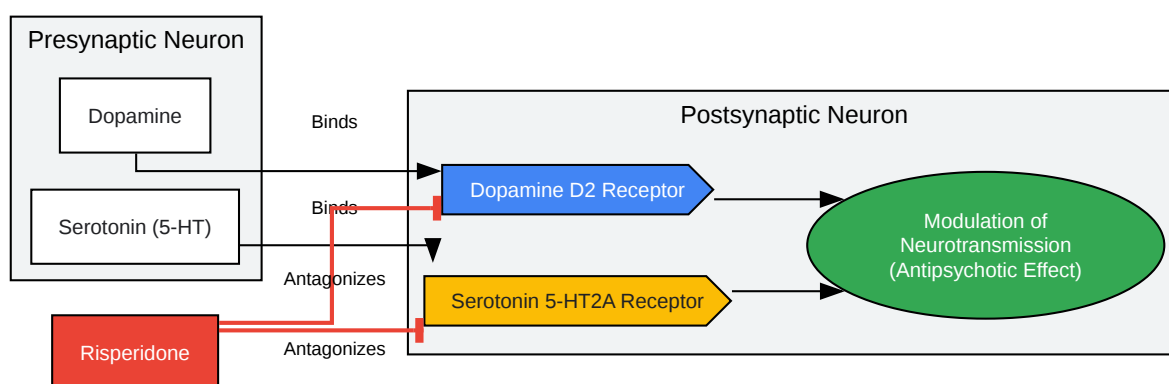 Presynaptic Neuron
Dopamine
Serotonin (5-HT)
Risperidone
Binds
Binds
Antagonizes
Antagonizes
Postsynaptic Neuron
Dopamine D2 Receptor
Serotonin 5-HT2A Receptor
Modulation of
Neurotransmission
(Antipsychotic Effect)